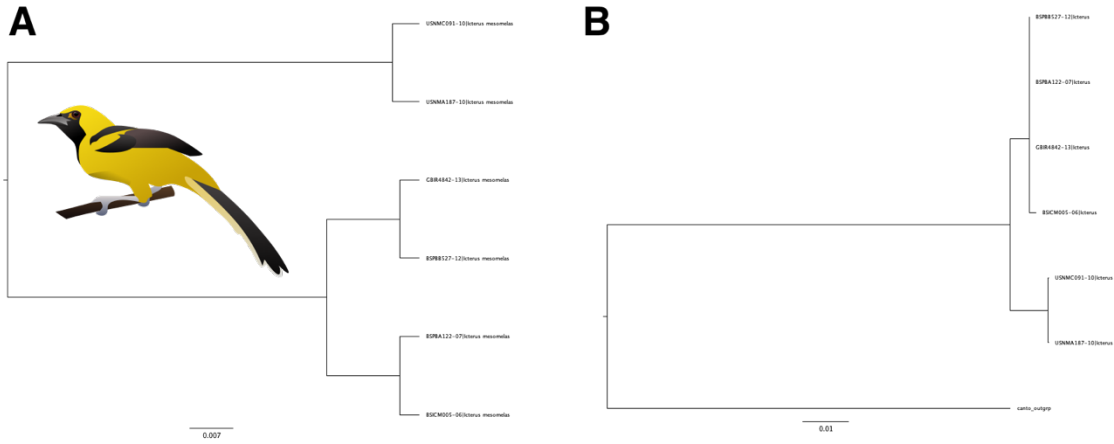 A
USNMC091-10|Icterus mesomelas
USNMA187-10|Icterus mesomelas
GBIR4842-13|Icterus mesomelas
BSPBB527-12|Icterus mesomelas
BSPBA122-07|Icterus mesomelas
BSICM005-06|Icterus mesomelas
0.007
B
BSPBB527-12|Icterus
BSPBA122-07|Icterus
GBIR4842-13|Icterus
BSICM005-06|Icterus
USNMC091-10|Icterus
USNMA187-10|Icterus
canto_outgrp
0.01